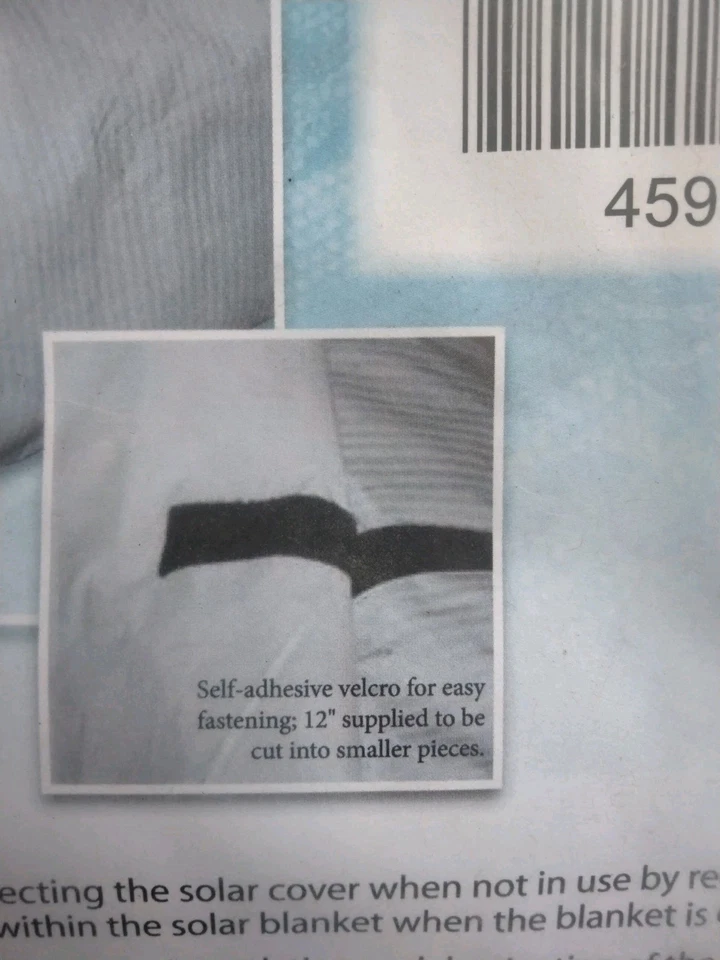 459
Self-adhesive velcro for easy
fastening; 12" supplied to be
cut into smaller pieces.
ecting the solar cover when not in use by re
within the solar blanket when the blanket is